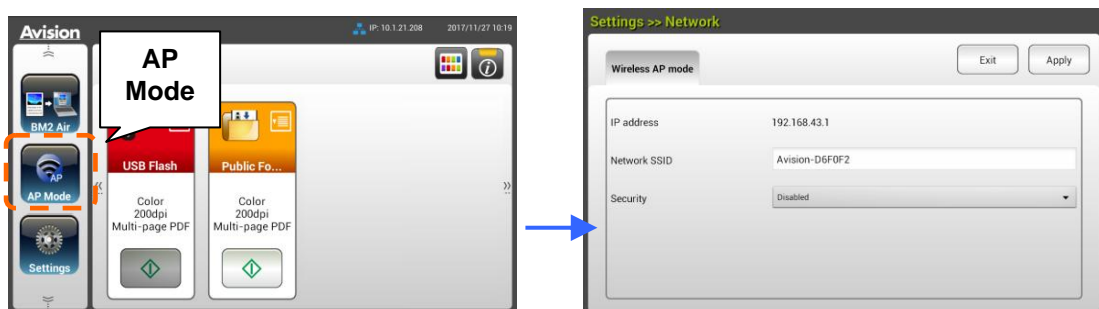 Avision
IP: 10.1.21.208
2017/11/27 10:19
AP
Mode
BM2 Air
AP
AP Mode
Settings
USB Flash
Color
200dpi
Multi-page PDF
Public Fo...
Color
200dpi
Multi-page PDF
Settings >> Network
Wireless AP mode
Exit
Apply
IP address
192.168.43.1
Network SSID
Avision-D6F0F2
Security
Disabled